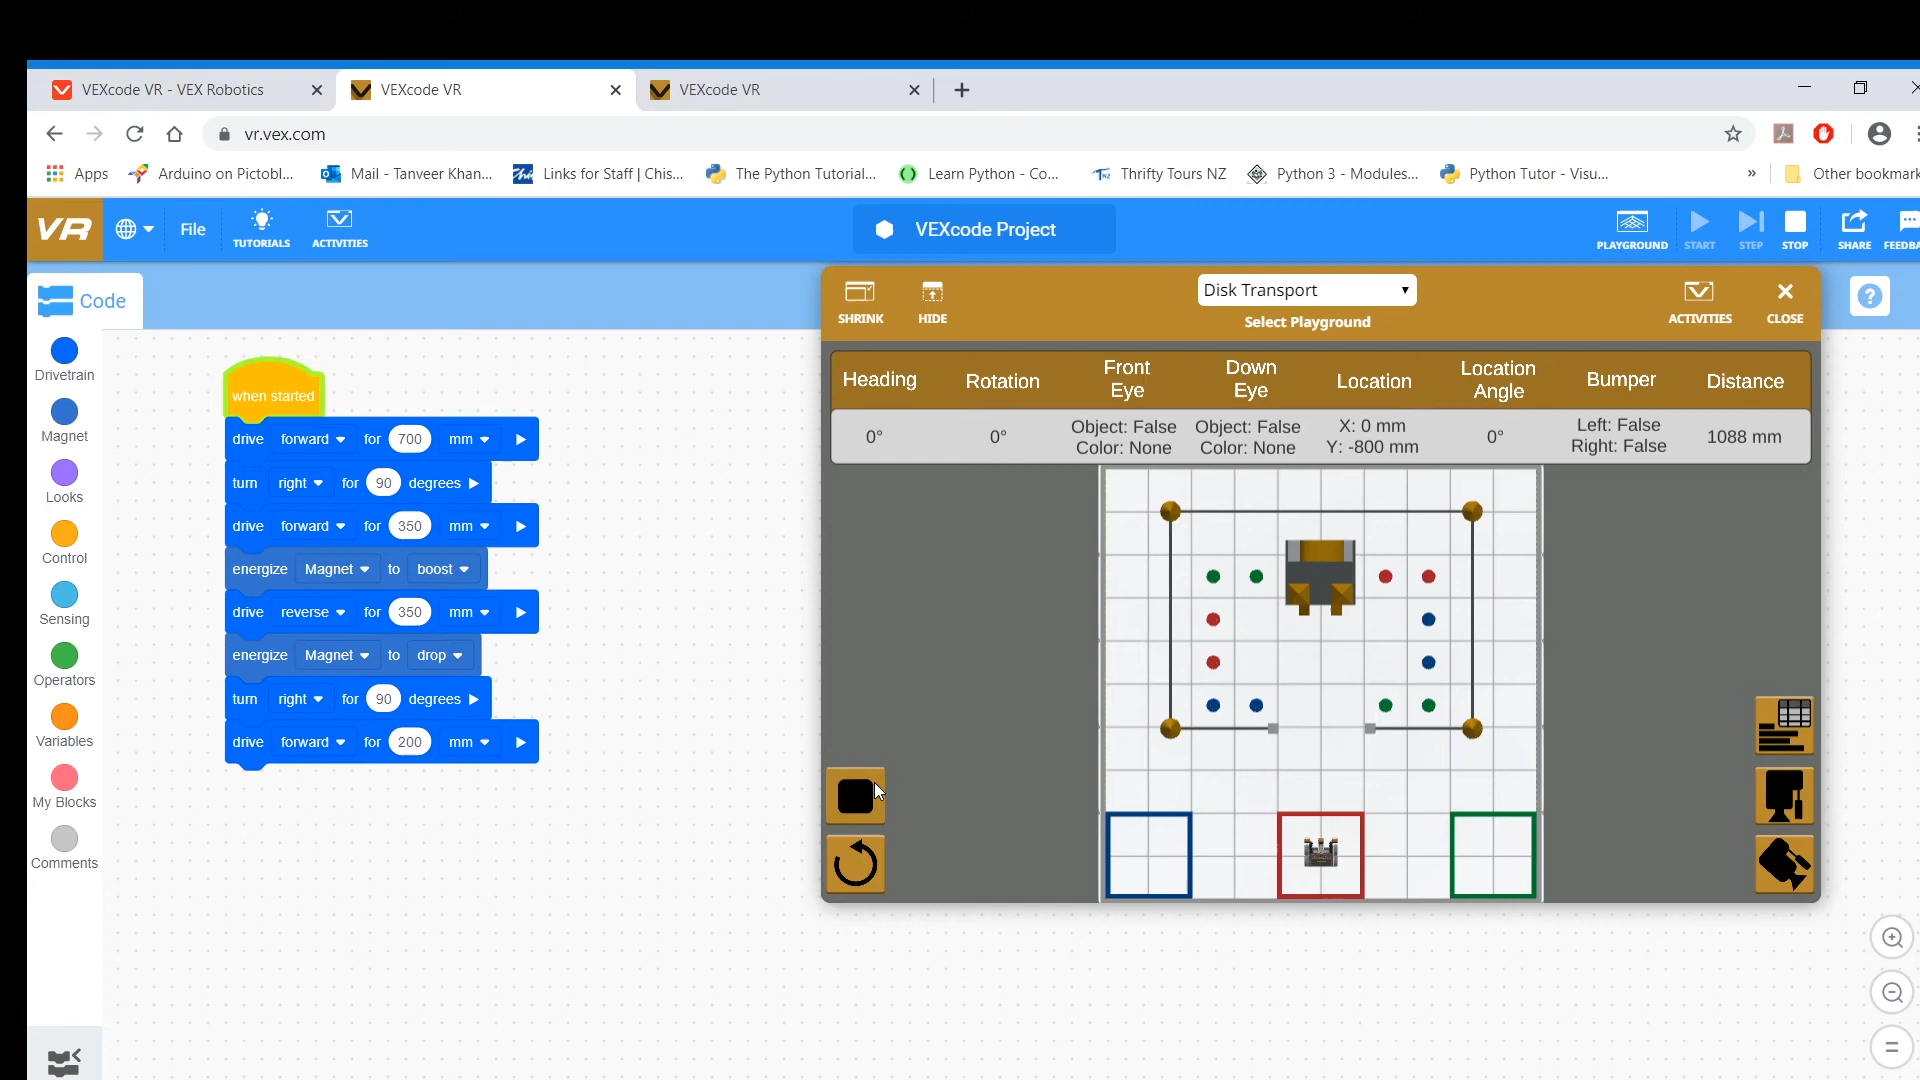 VEXcode VR - VEX Robotics
VEXcode VR
VEXcode VR
vr.vex.com
Apps
Arduino on Pictobl...
Mail - Tanveer Khan...
Links for Staff | Chis...
The Python Tutorial...
Learn Python - Co...
Thrifty Tours NZ
Python 3 - Modules...
Python Tutor - Visu...
»
Other bookmark
VR
File
TUTORIALS
ACTIVITIES
VEXcode Project
PLAYGROUND
START
STEP
STOP
SHARE
FEEDBA
Code
Drivetrain
Magnet
Looks
Control
Sensing
Operators
Variables
My Blocks
Comments
when started
drive forward for 700 mm
turn right for 90 degrees
drive forward for 350 mm
energize Magnet to boost
drive reverse for 350 mm
energize Magnet to drop
turn right for 90 degrees
drive forward for 200 mm
SHRINK
HIDE
Disk Transport
Select Playground
ACTIVITIES
CLOSE
?
Heading
Rotation
Front
Eye
Down
Eye
Location
Location
Angle
Bumper
Distance
0°
0°
Object: False
Color: None
Object: False
Color: None
X: 0 mm
Y: -800 mm
0°
Left: False
Right: False
1088 mm